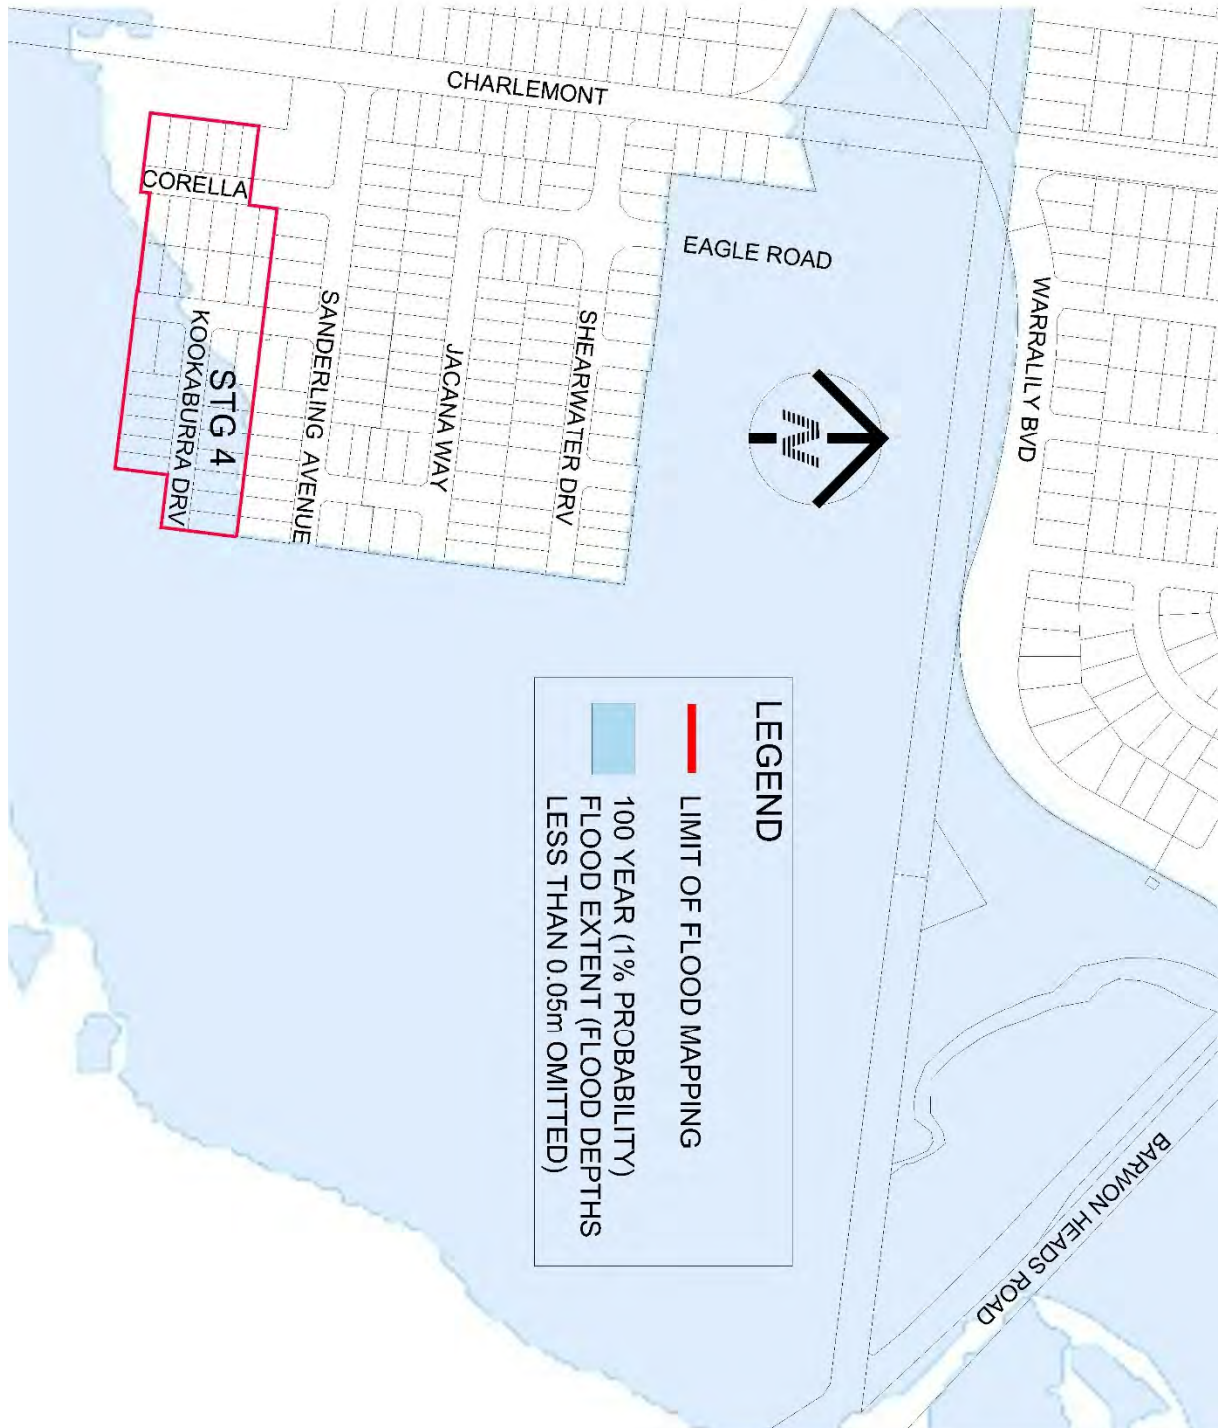 CHARLEMONT
CORELLA
EAGLE ROAD
WARRALILY BVD
SANDERLING AVENUE
JACANA WAY
SHEARWATER DRV
KOOKABURRA DRV
STG 4
N
LEGEND
LIMIT OF FLOOD MAPPING
100 YEAR (1% PROBABILITY)
FLOOD EXTENT (FLOOD DEPTHS
LESS THAN 0.05m OMITTED)
BARWON HEADS ROAD